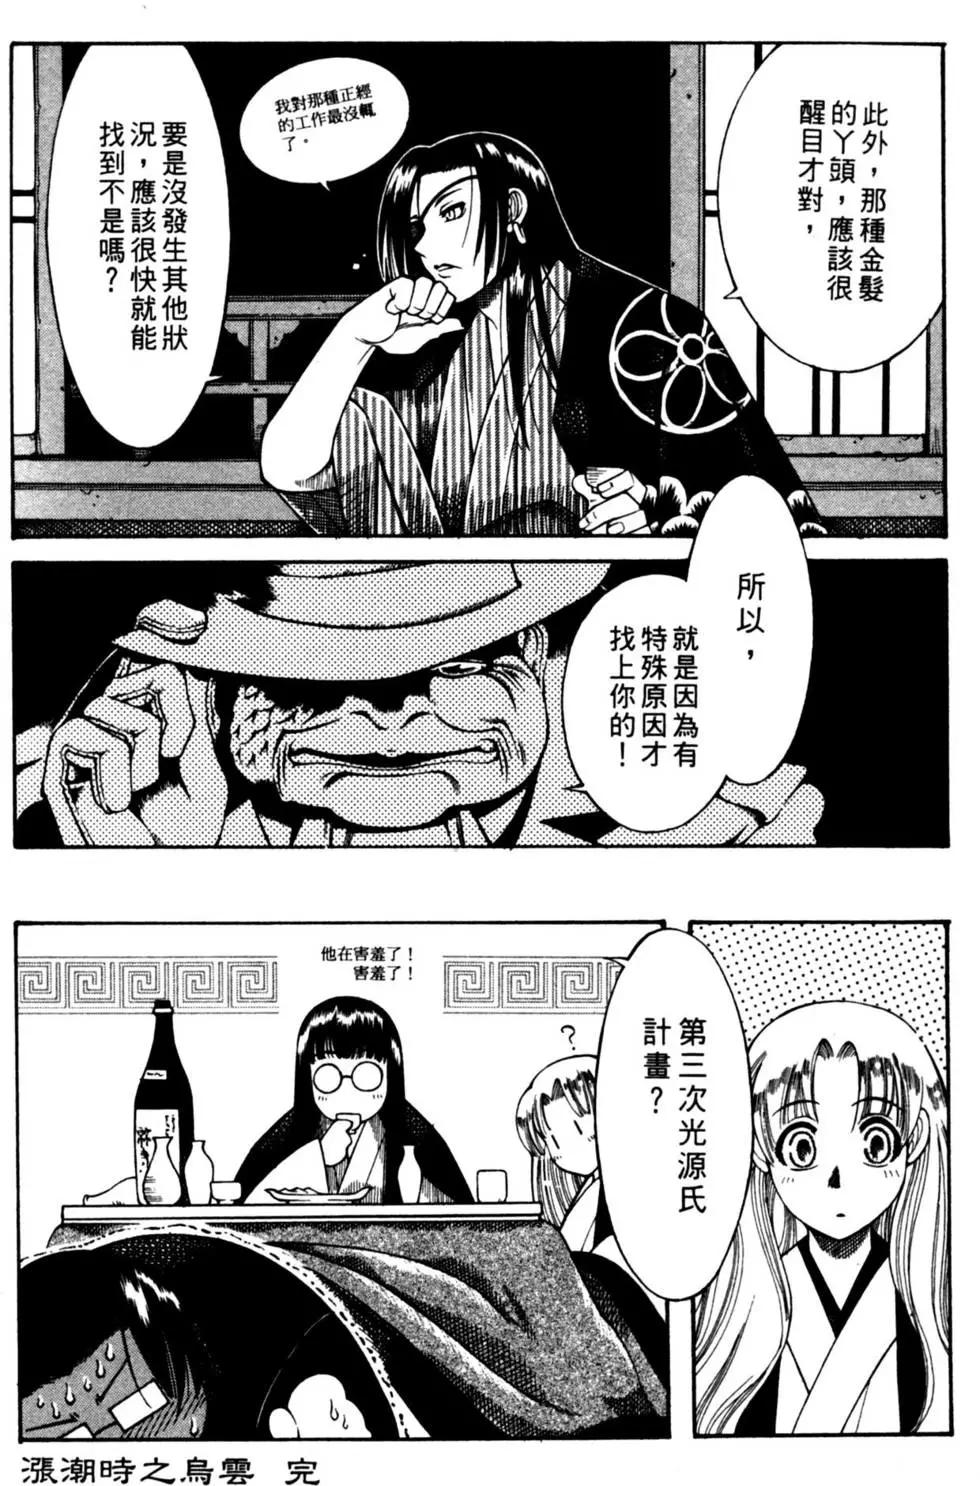 此外，那種金髮
的丫頭，應該很
醒目才對，
我對那種正經
的工作最沒輒
了。
要是沒發生其他狀
況，應該很快就能
找到不是嗎？
所以，
就是因為有
特殊原因才
找上你的！
第三次光源氏
計畫？
？
他在害羞了！
害羞了！
漲潮時之烏雲　完